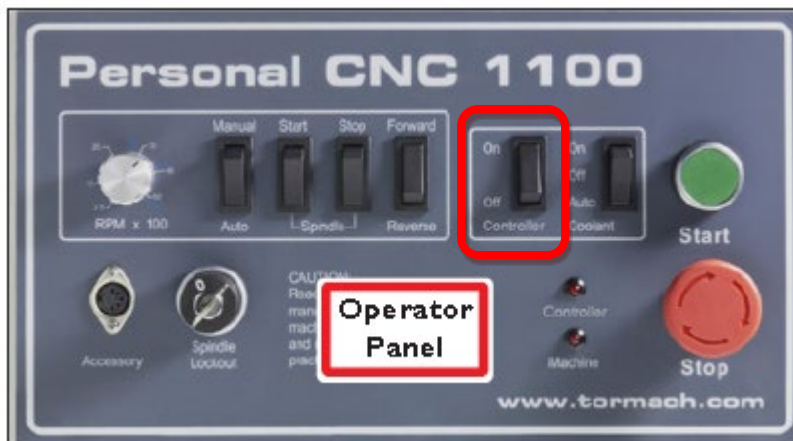 Personal CNC 1100
Manual Start Stop Forward
On
Off
Controller
On
Off
Auto
Coolant
RPM x 100
Auto
Spindle
Reverse
Start
Accessory
0
Spindle
Lockout
CAUTION:
Operator
Panel
Controller
Machine
Stop
www.tormach.com